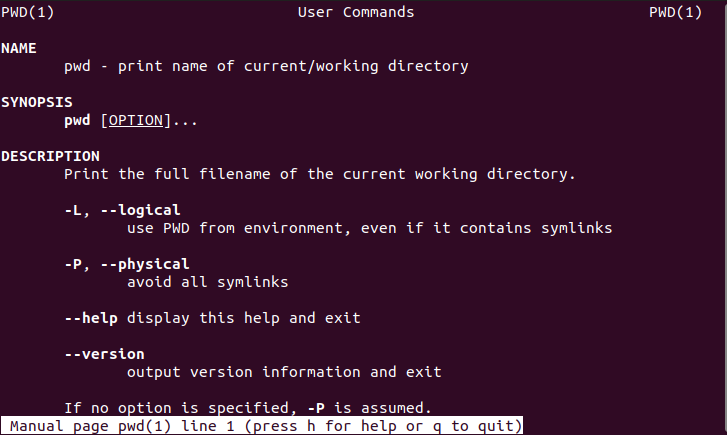 PWD(1) User Commands PWD(1)
NAME
pwd - print name of current/working directory
SYNOPSIS
pwd [OPTION]...
DESCRIPTION
Print the full filename of the current working directory.
-L, --logical
use PWD from environment, even if it contains symlinks
-P, --physical
avoid all symlinks
--help display this help and exit
--version
output version information and exit
If no option is specified, -P is assumed.
Manual page pwd(1) line 1 (press h for help or q to quit)